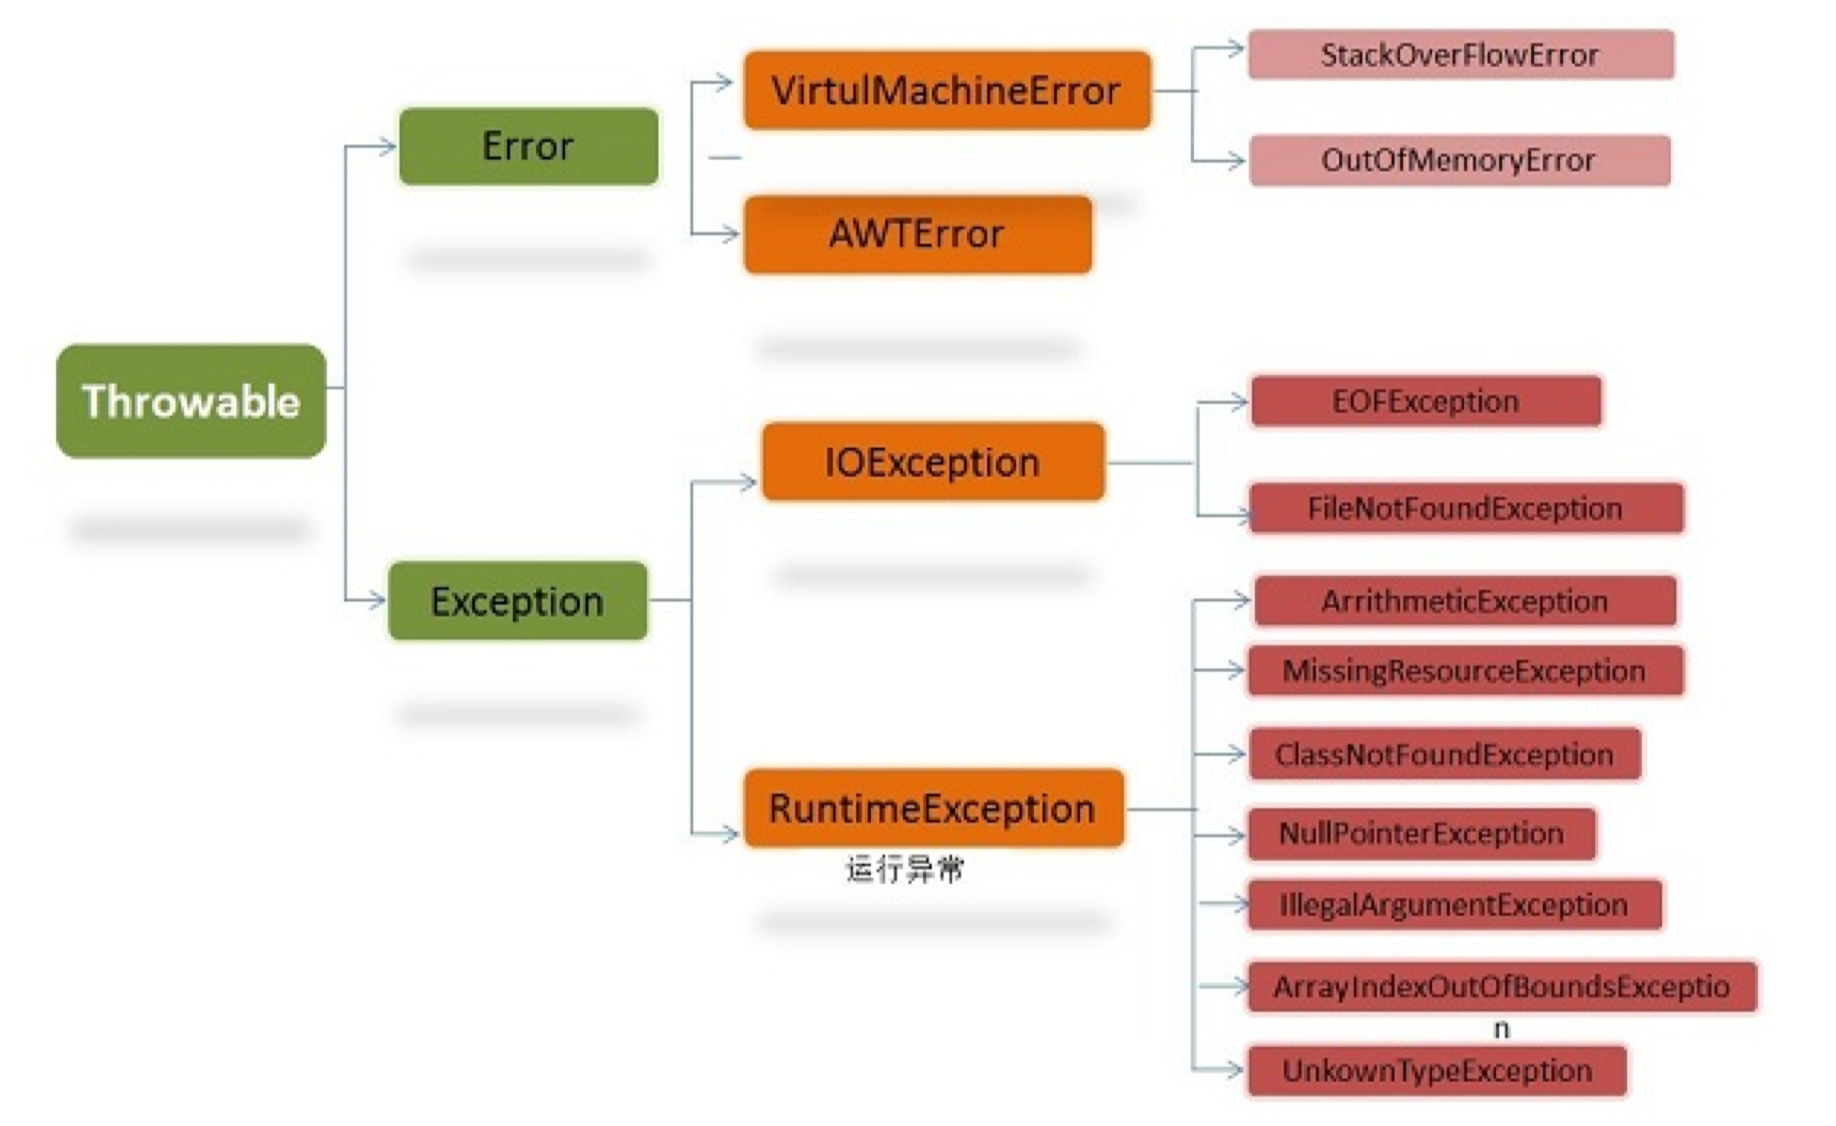 Throwable
Error
VirtulMachineError
StackOverFlowError
OutOfMemoryError
AWTError
Exception
IOException
EOFException
FileNotFoundException
RuntimeException
运行异常
ArrithmeticException
MissingResourceException
ClassNotFoundException
NullPointerException
IllegalArgumentException
ArrayIndexOutOfBoundsExceptio
n
UnkownTypeException